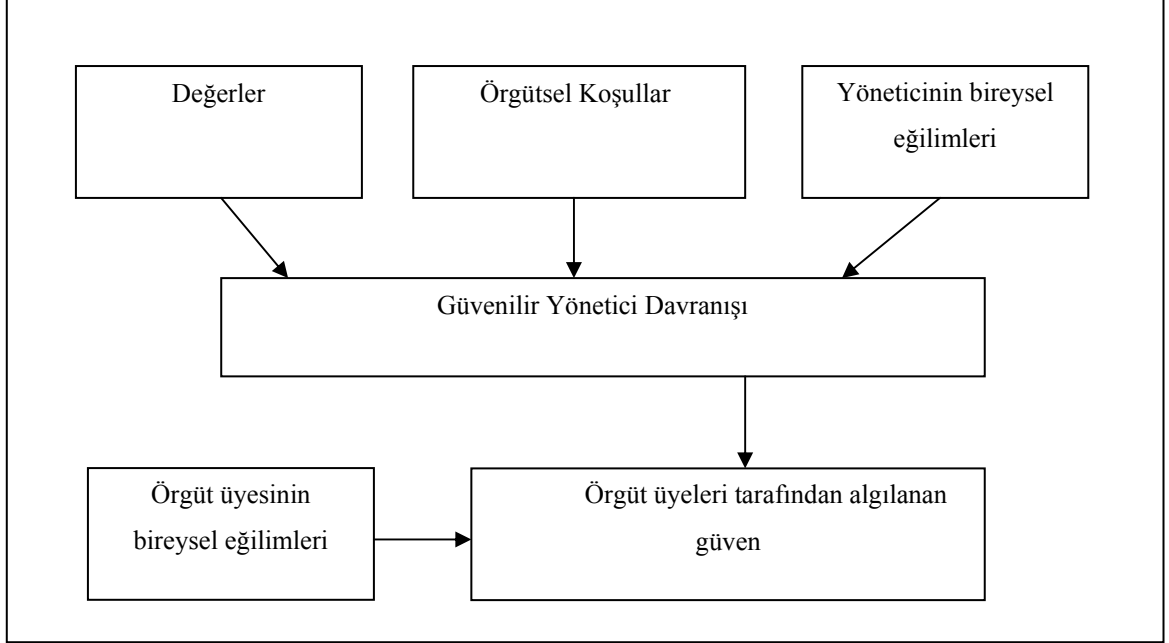 Değerler
Örgütsel Koşullar
Yöneticinin bireysel
eğilimleri
Güvenilir Yönetici Davranışı
Örgüt üyesinin
bireysel eğilimleri
Örgüt üyeleri tarafından algılanan
güven